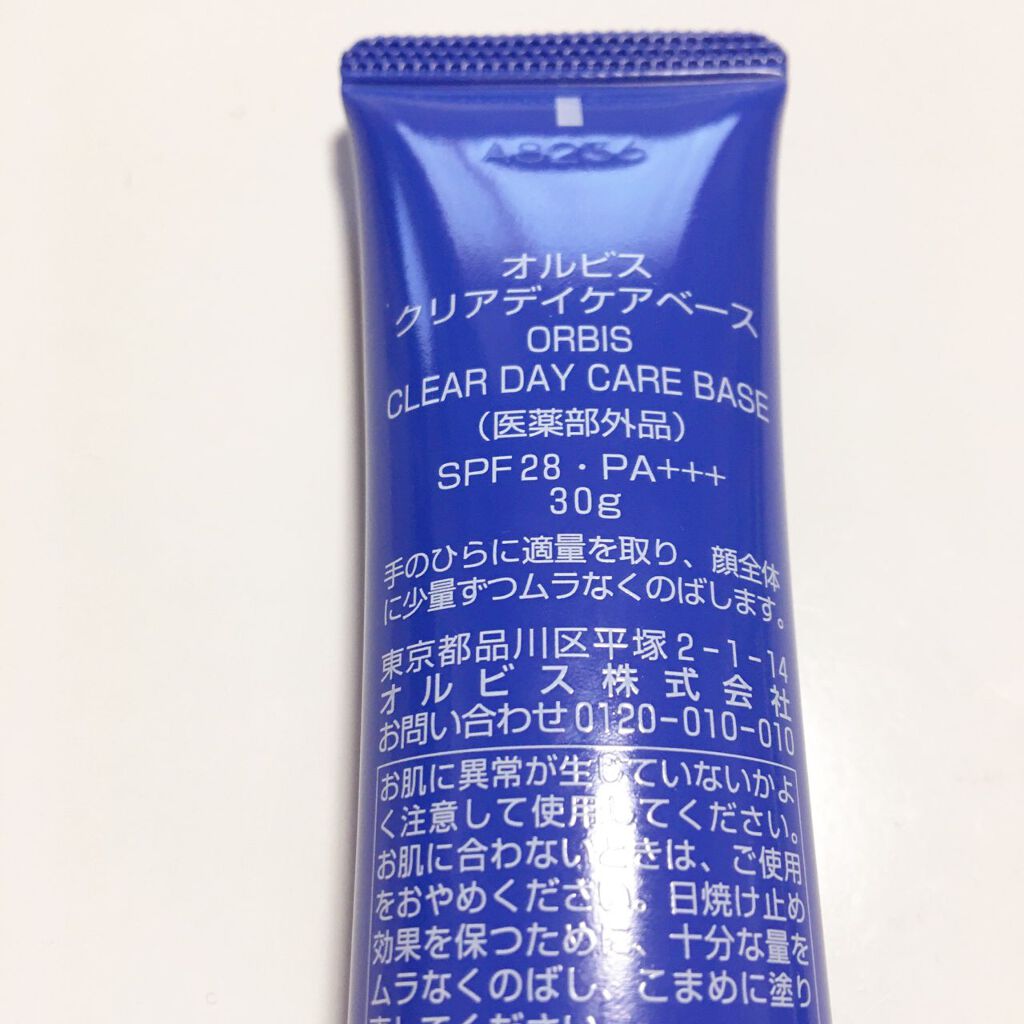 A8236
オルビス
クリアデイケアベース
ORBIS
CLEAR DAY CARE BASE
(医薬部外品)
SPF28・PA+++
30g
手のひらに適量を取り、顔全体
に少量ずつムラなくのばします。
東京都品川区平塚2-1-14
オルビス株式会社
お問い合わせ0120-010-010
お肌に異常が生じていないかよ
く注意して使用してください。
お肌に合わないときは、ご使用
をおやめください。日焼け止め
効果を保つために、十分な量を
ムラなくのばし、こまめに塗り